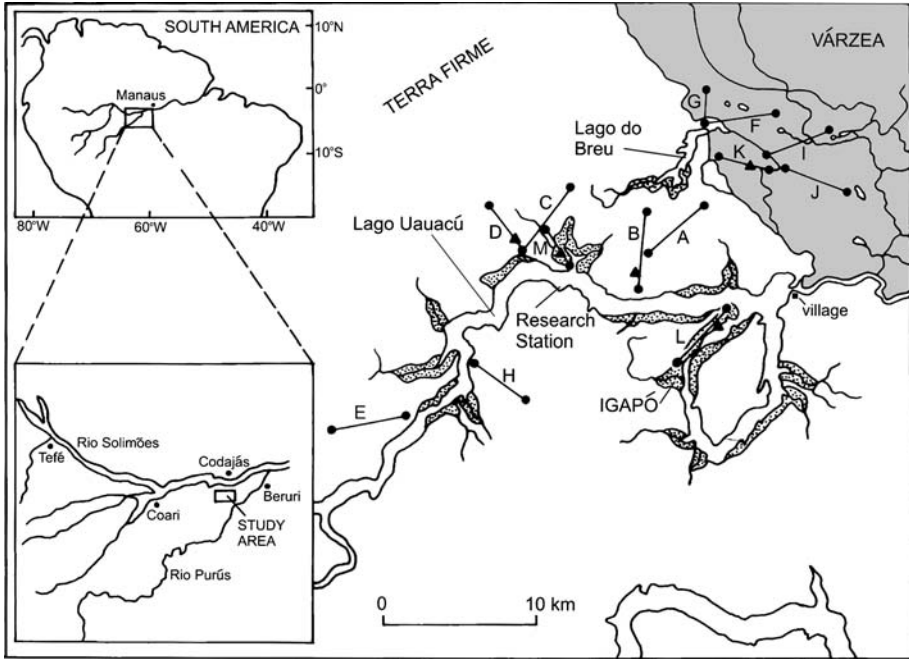 SOUTH AMERICA
10°N
0°
10°S
80°W
60°W
40°W
Manaus
TERRA FIRME
VÁRZEA
Lago do
Breu
G
F
I
K
J
C
D
M
B
A
Lago Uauacú
Research
Station
village
L
H
E
IGAPÓ
Rio Solimões
Tefé
Codajás
Beruri
Coari
STUDY
AREA
Rio Purús
0
10 km